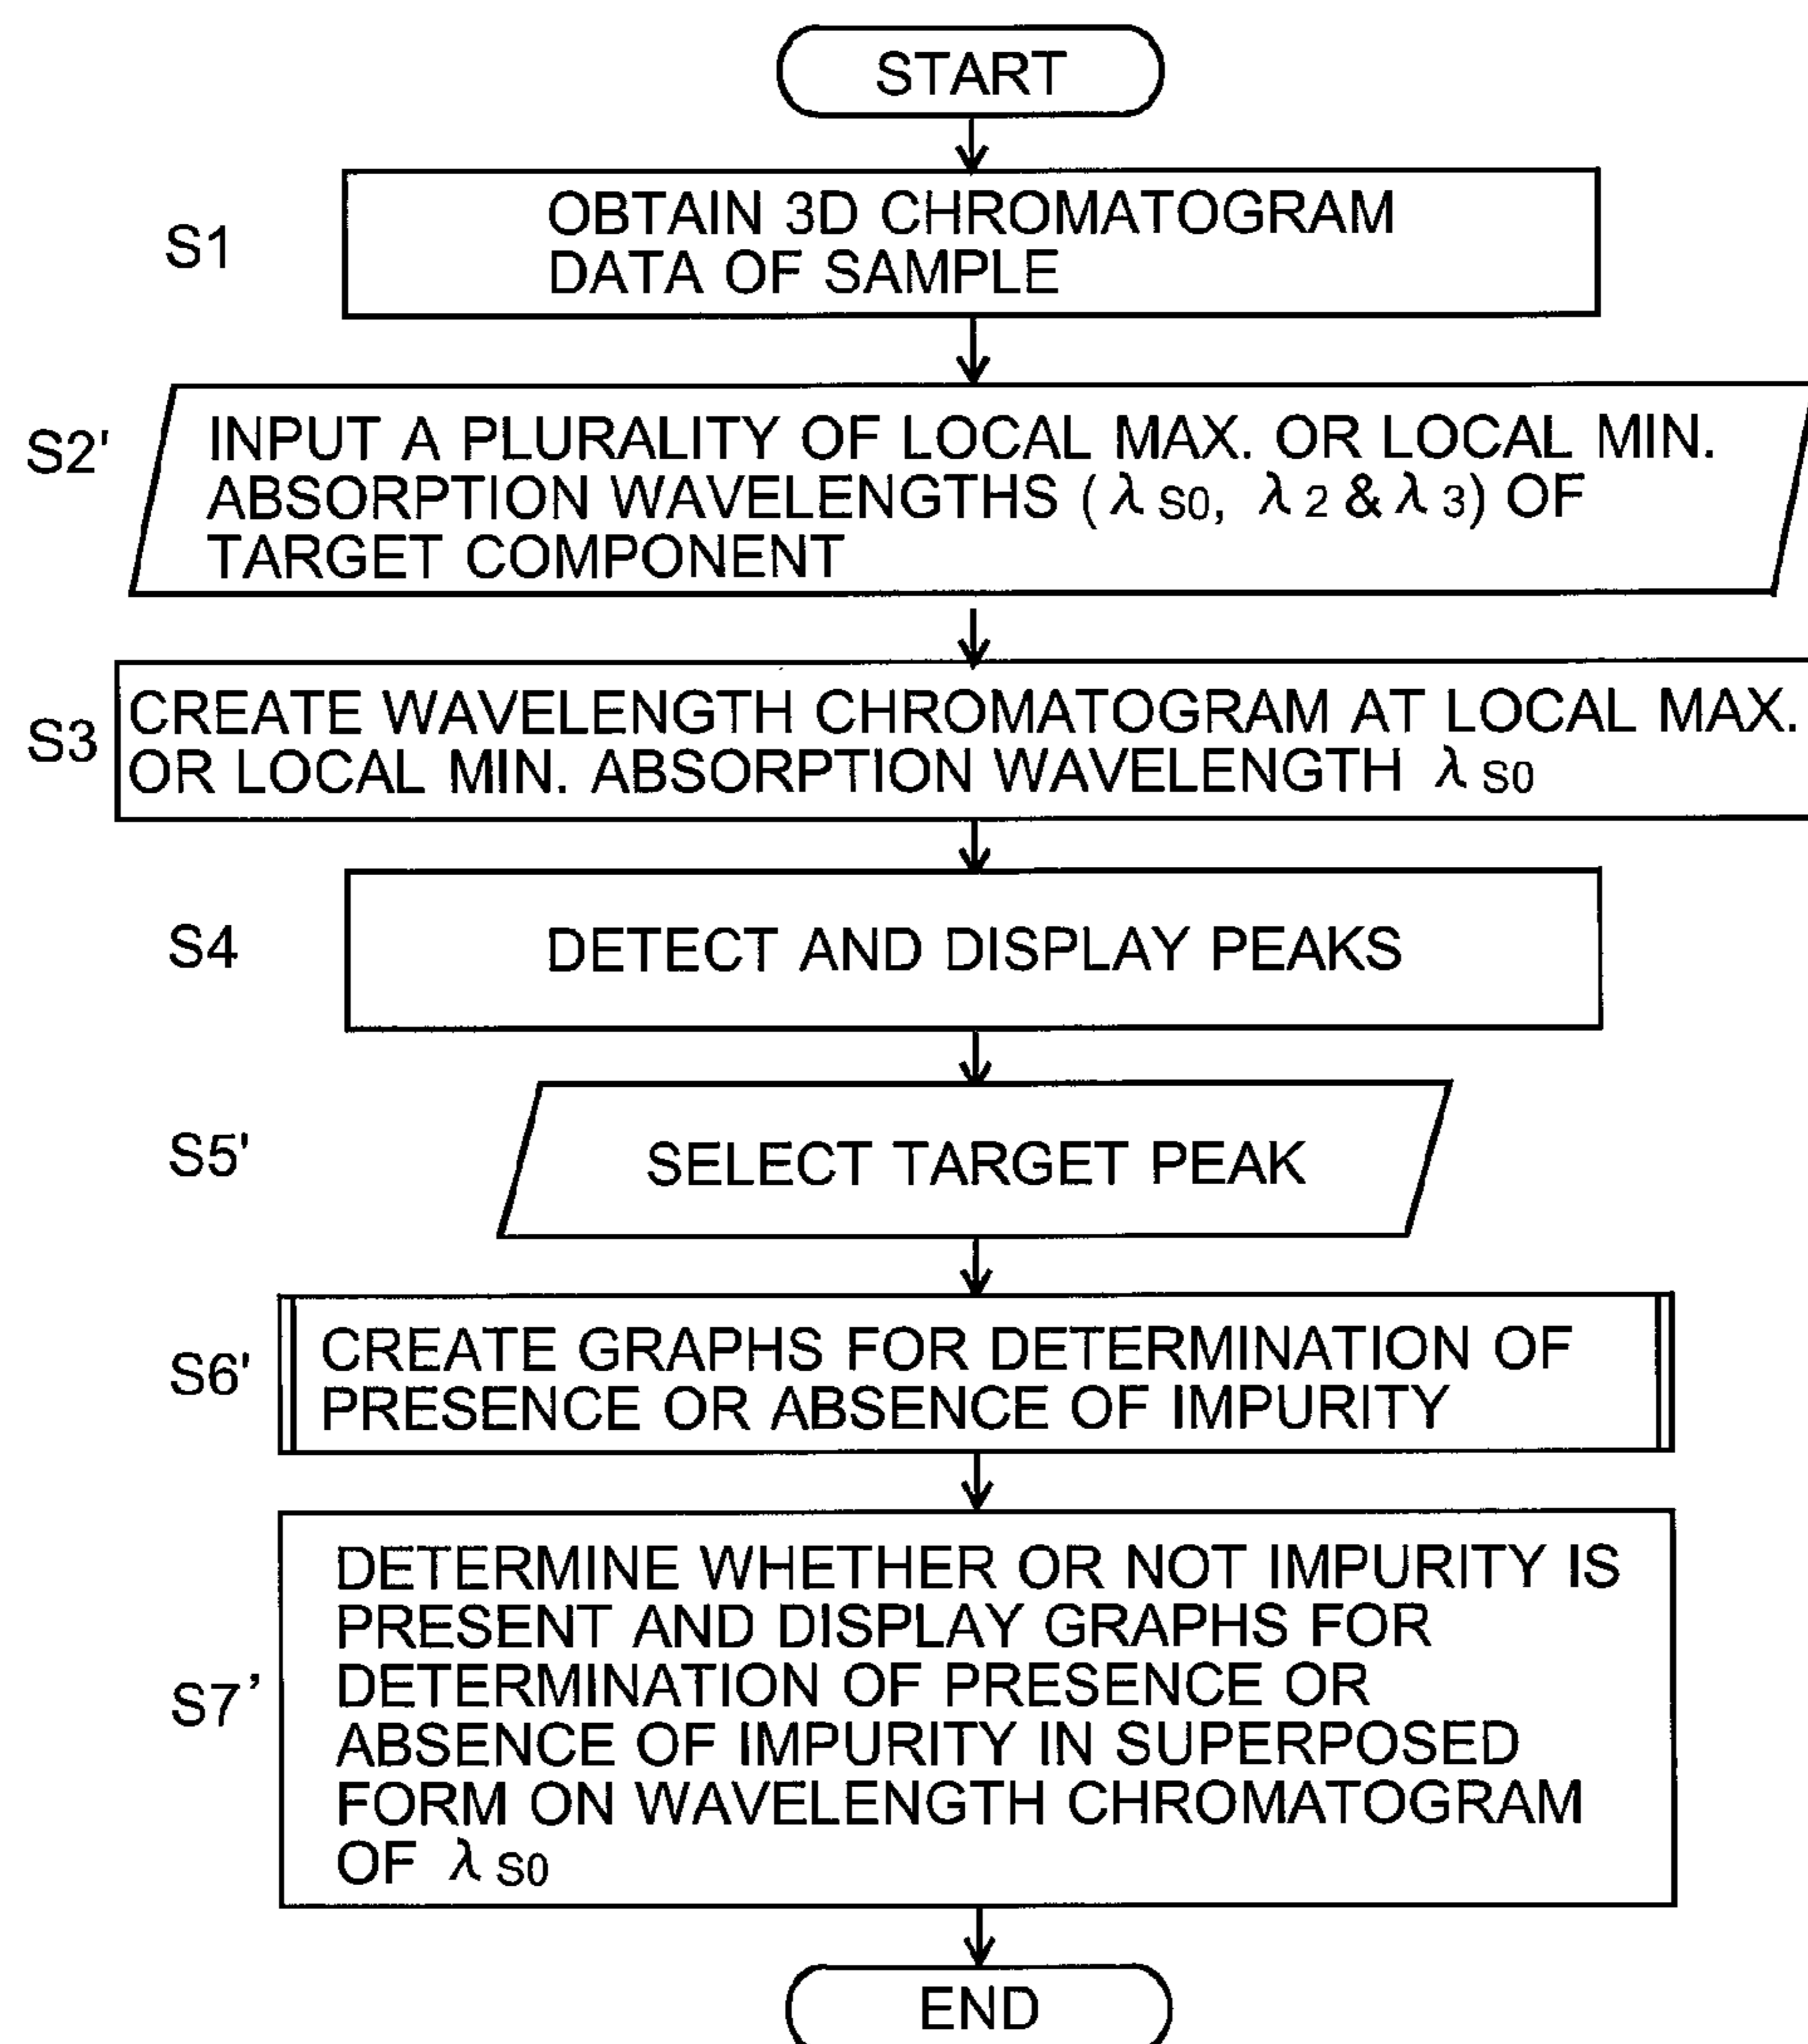 START
S1
OBTAIN 3D CHROMATOGRAM
DATA OF SAMPLE
S2'
INPUT A PLURALITY OF LOCAL MAX. OR LOCAL MIN.
ABSORPTION WAVELENGTHS (λS0, λ2 & λ3) OF
TARGET COMPONENT
S3
CREATE WAVELENGTH CHROMATOGRAM AT LOCAL MAX.
OR LOCAL MIN. ABSORPTION WAVELENGTH λS0
S4
DETECT AND DISPLAY PEAKS
S5'
SELECT TARGET PEAK
S6'
CREATE GRAPHS FOR DETERMINATION OF
PRESENCE OR ABSENCE OF IMPURITY
S7'
DETERMINE WHETHER OR NOT IMPURITY IS
PRESENT AND DISPLAY GRAPHS FOR
DETERMINATION OF PRESENCE OR
ABSENCE OF IMPURITY IN SUPERPOSED
FORM ON WAVELENGTH CHROMATOGRAM
OF λS0
END